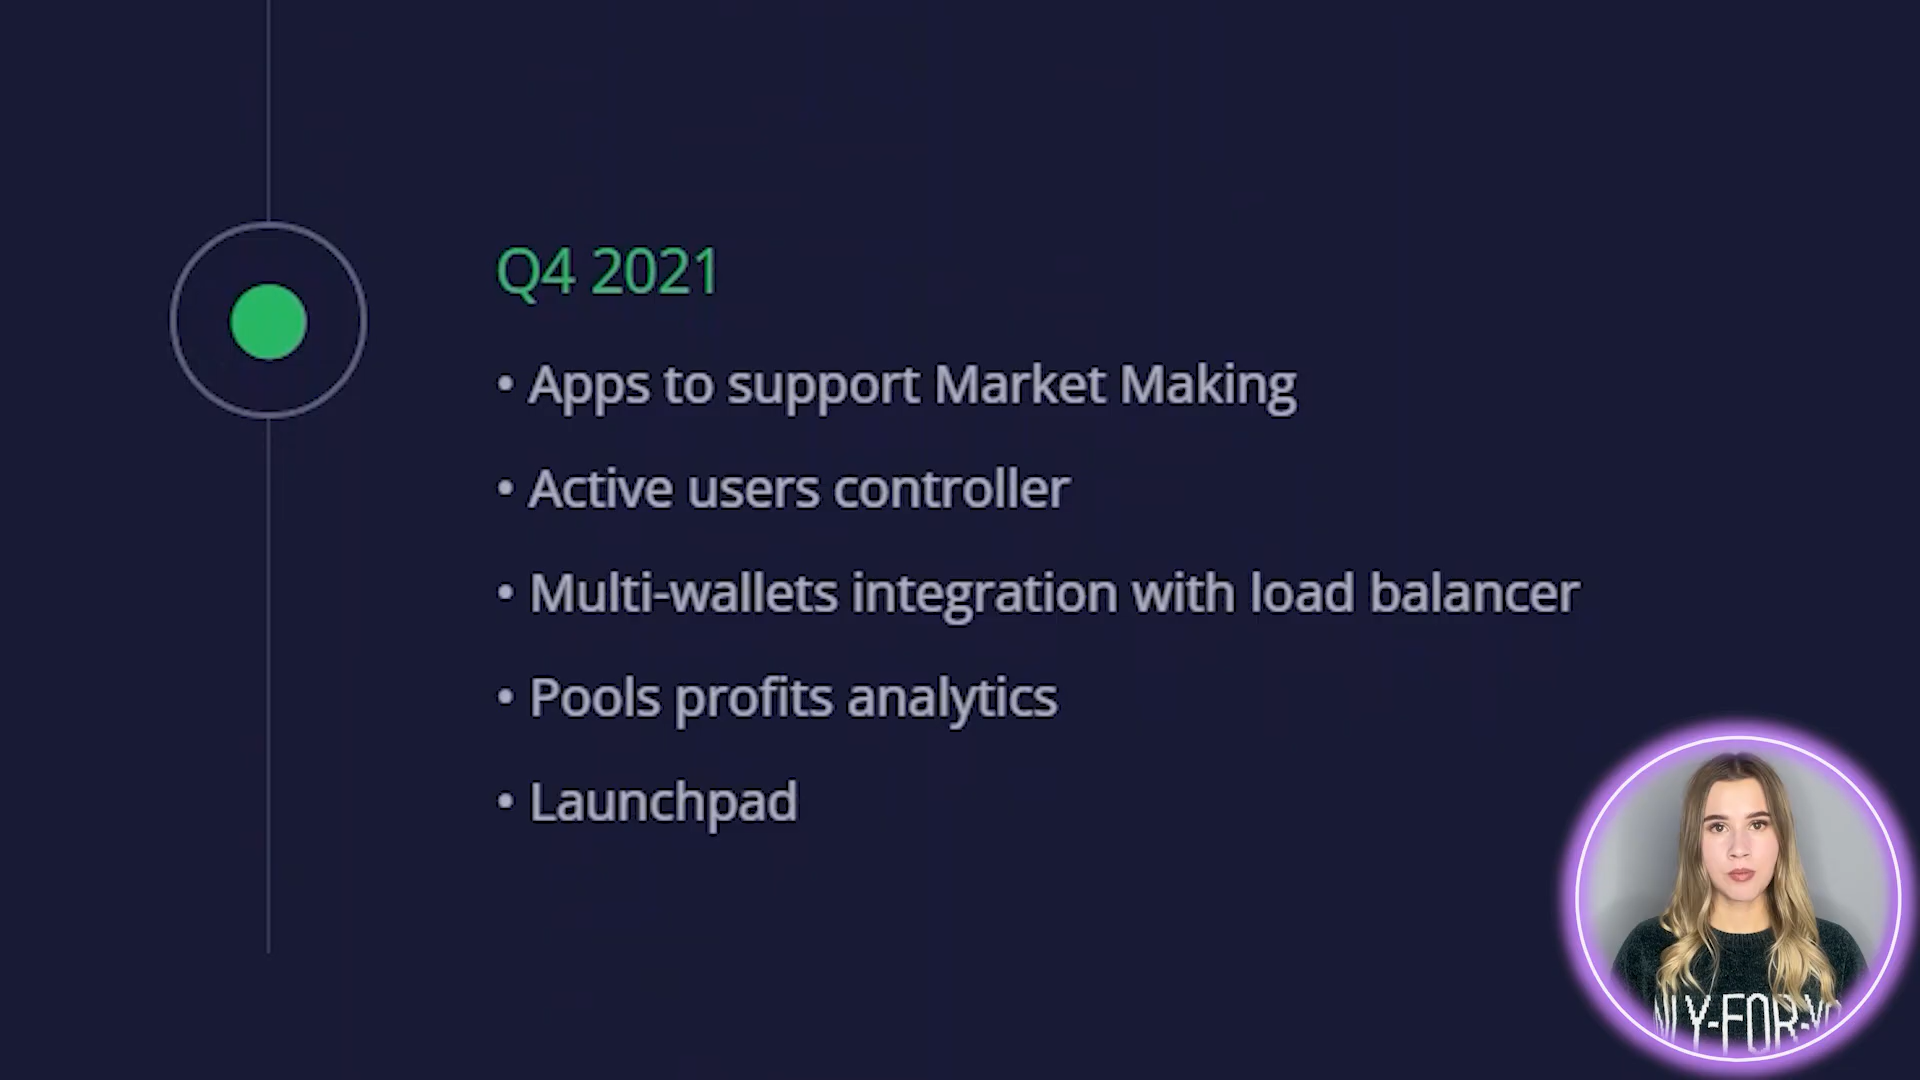 Q4 2021
• Apps to support Market Making
• Active users controller
• Multi-wallets integration with load balancer
• Pools profits analytics
• Launchpad